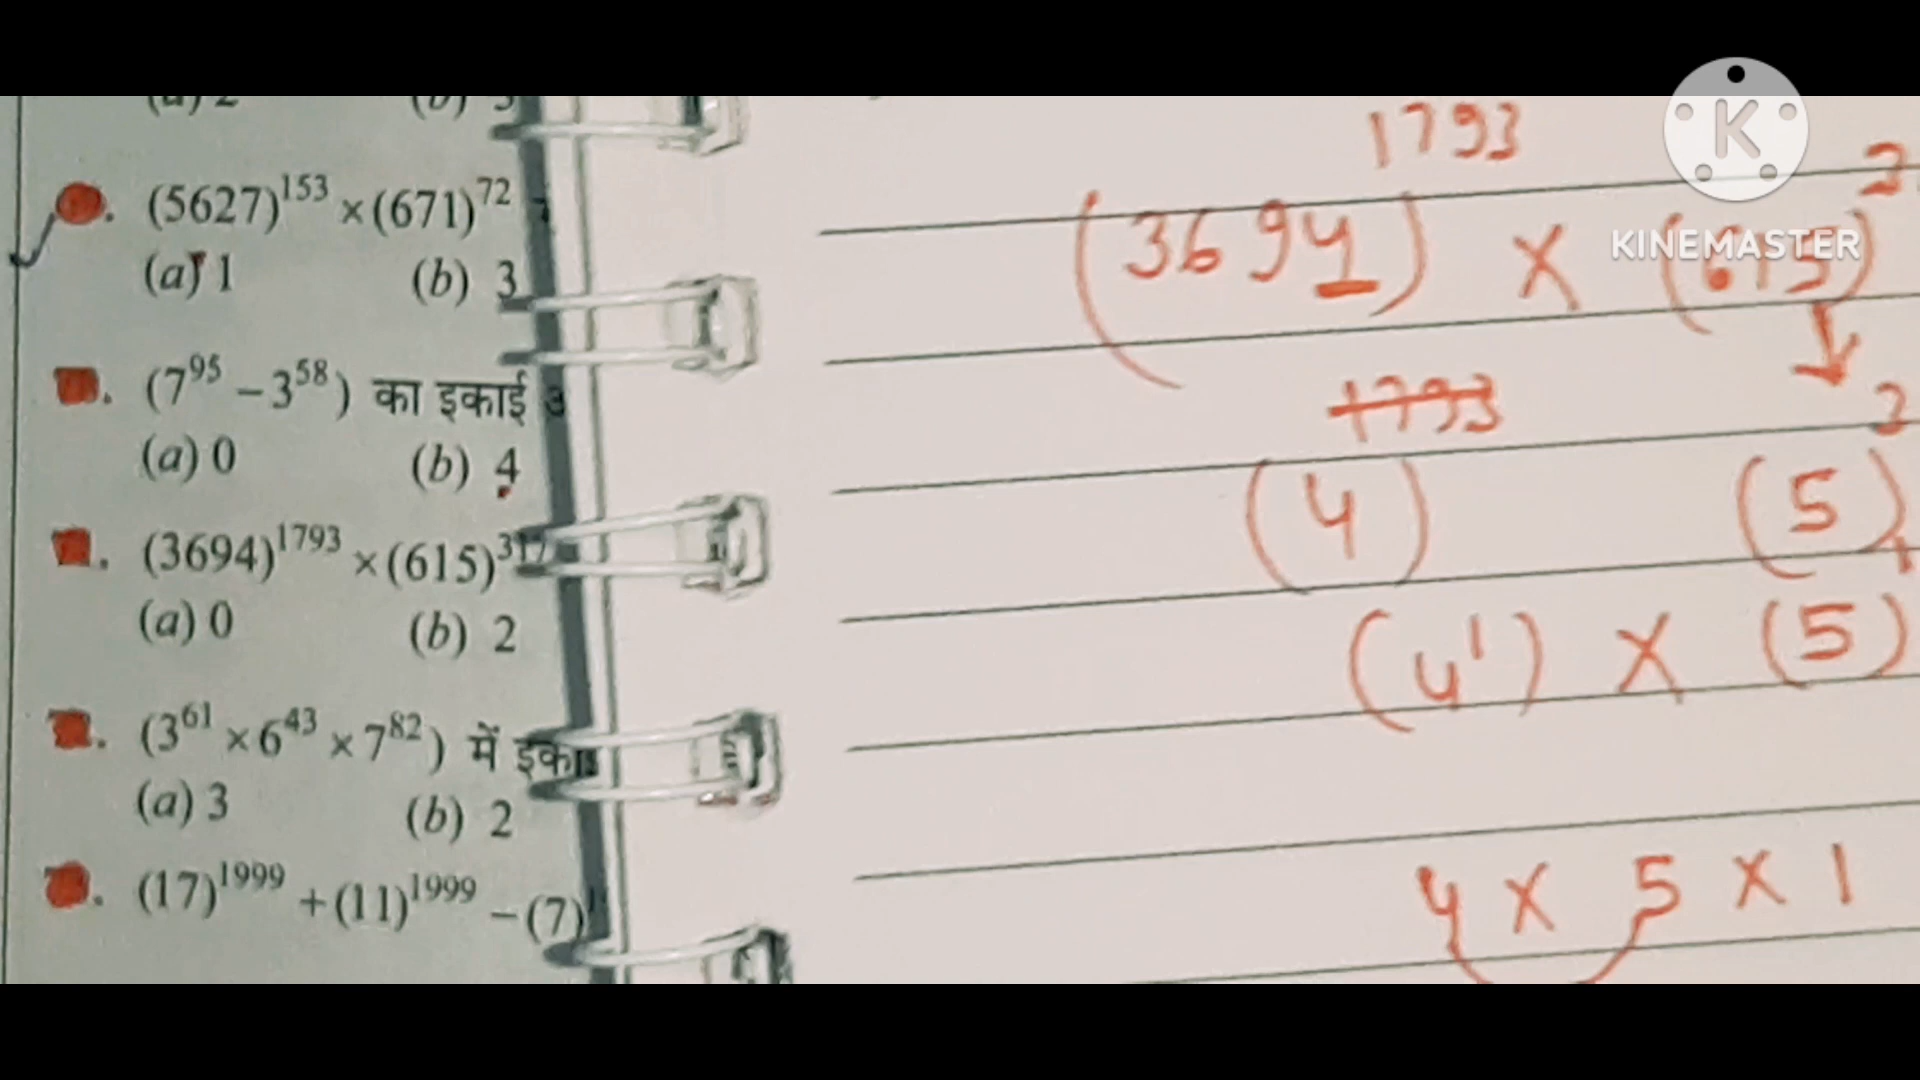 (a) 2 (b) 3
(5627)^153 × (671)^72
(a) 1 (b) 3
(7^95 – 3^58) का इकाई
(a) 0 (b) 4
(3694)^1793 × (615)^317
(a) 0 (b) 2
(3^61 × 6^43 × 7^82) में
(a) 3 (b) 2
(17)^1999 + (11)^1999 – (7)
1793
(3694) × (615)
1793
(4) (5)
(4^1) × (5)
4 × 5 × 1
K
KINEMASTER